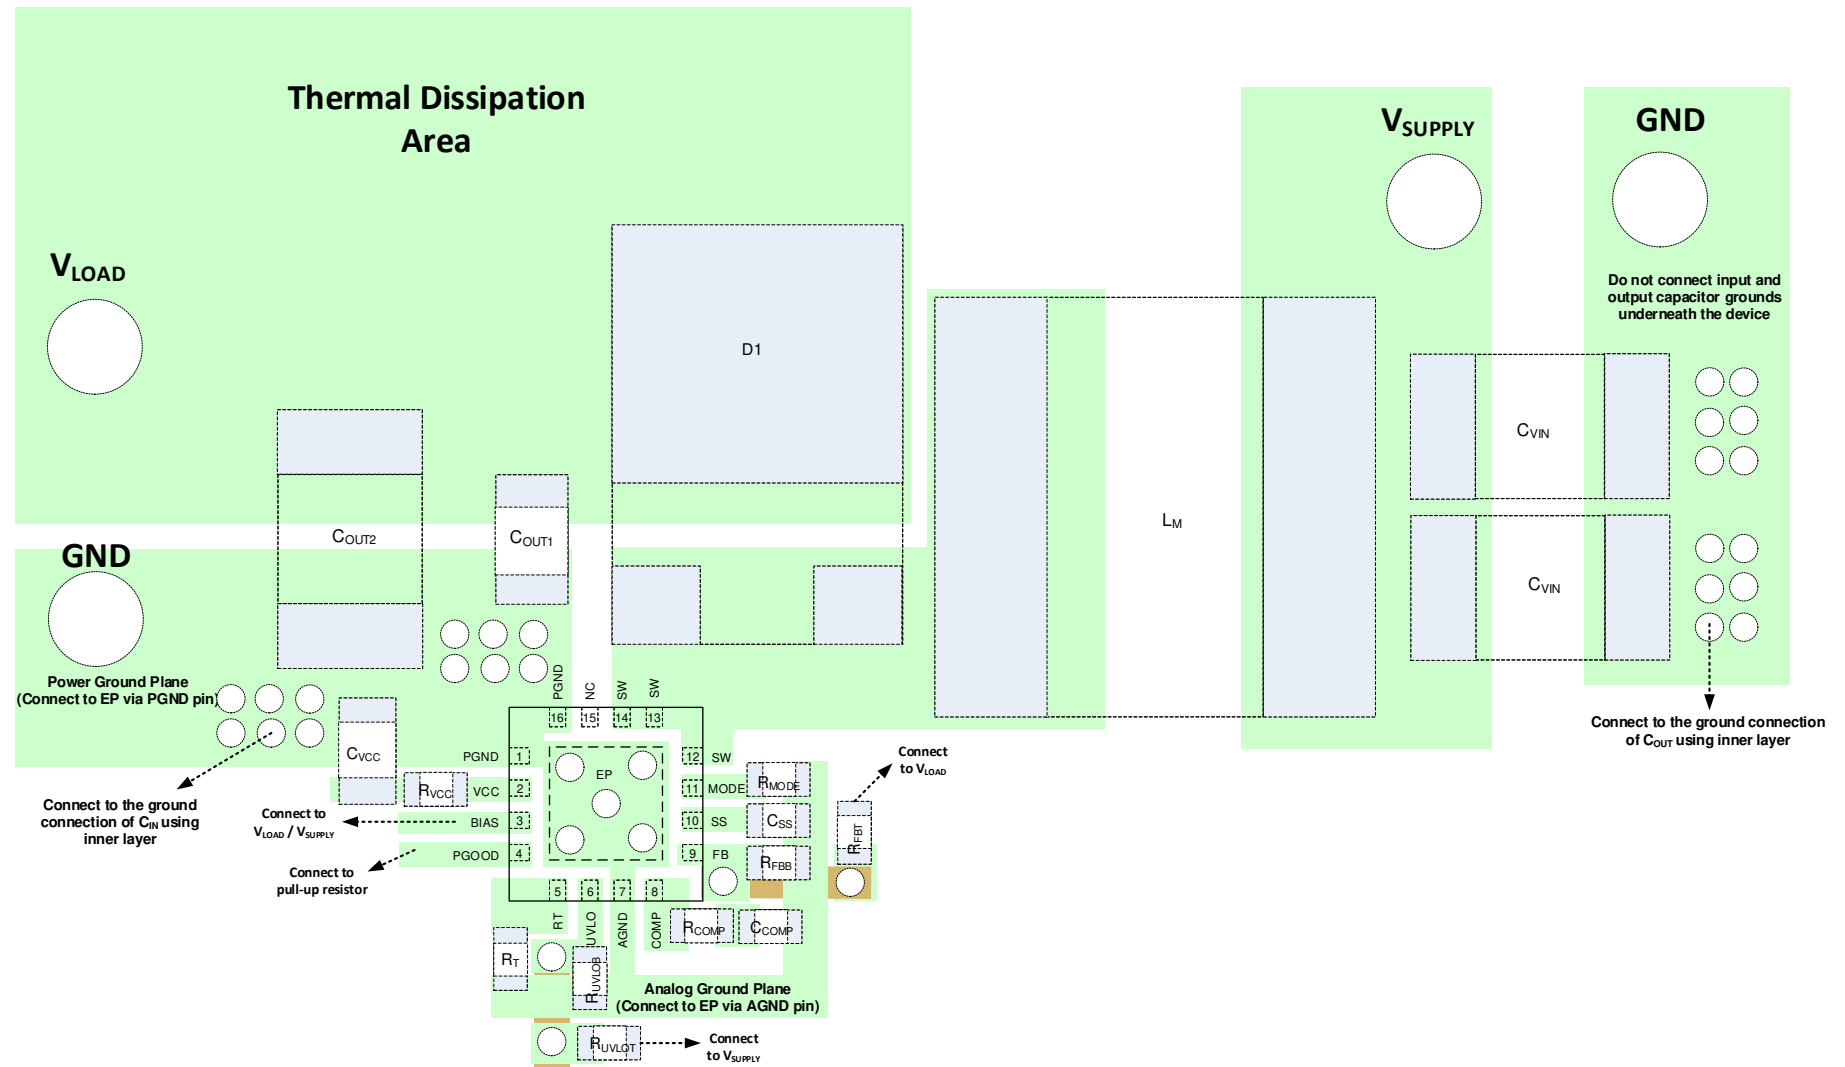 Thermal Dissipation
Area
VLOAD
VSUPPLY
GND
Do not connect input and
output capacitor grounds
underneath the device
D1
CVIN
LM
CVIN
COUT2
COUT1
GND
Power Ground Plane
(Connect to EP via PGND pin)
Connect to the ground connection
of COUT using inner layer
PGND
NC
SW
SW
16
15
14
13
CVCC
RVCC
PGND
VCC
BIAS
PGOOD
1
2
3
4
EP
12
11
10
9
SW
MODE
SS
FB
RMODE
CSS
RFBB
RFBT
Connect
to VLOAD
Connect to the ground
connection of CIN using
inner layer
Connect to
VLOAD / VSUPPLY
Connect to
pull-up resistor
5
6
7
8
RT
UVLO
AGND
COMP
RCOMP
CCOMP
RT
RUVLOB
Analog Ground Plane
(Connect to EP via AGND pin)
RUVLOT
Connect
to VSUPPLY